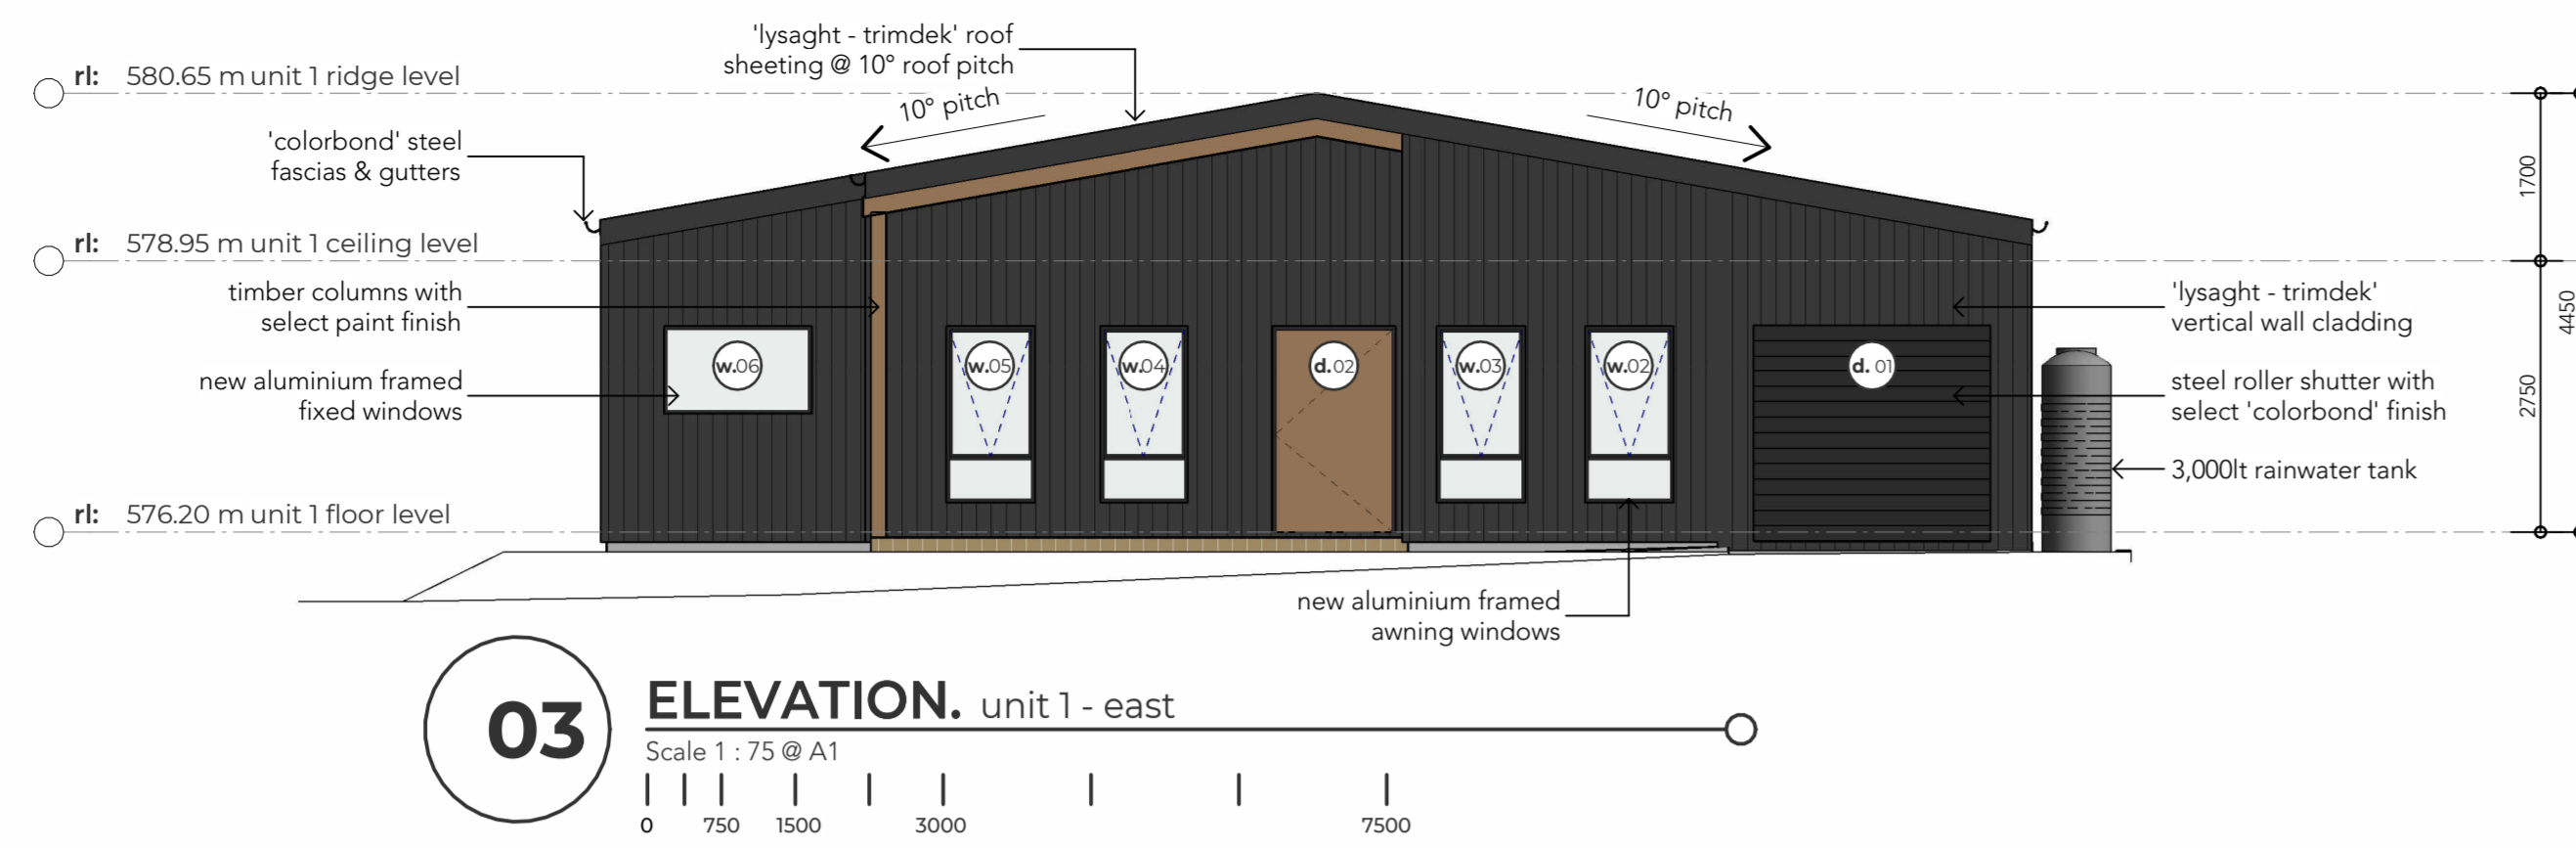 'lysaght - trimdek' roof
sheeting @ 10° roof pitch
rl: 580.65 m unit 1 ridge level
10° pitch
10° pitch
'colorbond' steel
fascias & gutters
1700
rl: 578.95 m unit 1 ceiling level
timber columns with
select paint finish
'lysaght - trimdek'
vertical wall cladding
4450
new aluminium framed
fixed windows
w.06
w.05
w.04
d.02
w.03
w.02
d. 01
steel roller shutter with
select 'colorbond' finish
2750
3,000lt rainwater tank
rl: 576.20 m unit 1 floor level
new aluminium framed
awning windows
03
ELEVATION. unit 1 - east
Scale 1 : 75 @ A1
0 750 1500 3000 7500